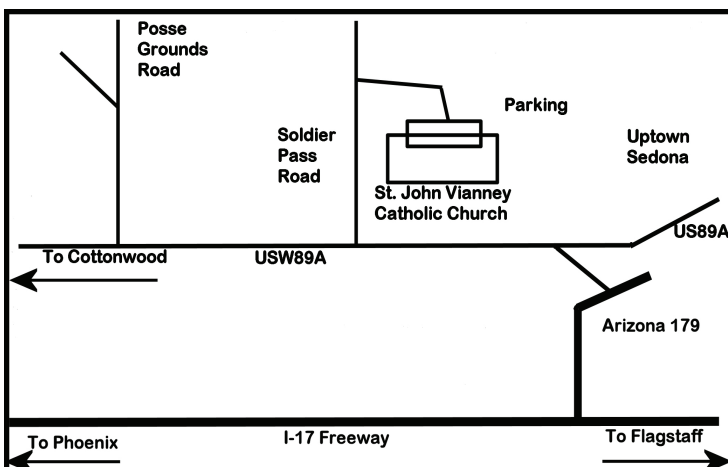 Posse
Grounds
Road
Parking
Soldier
Pass
Road
Uptown
Sedona
St. John Vianney
Catholic Church
US89A
To Cottonwood
USW89A
Arizona 179
To Phoenix
I-17 Freeway
To Flagstaff